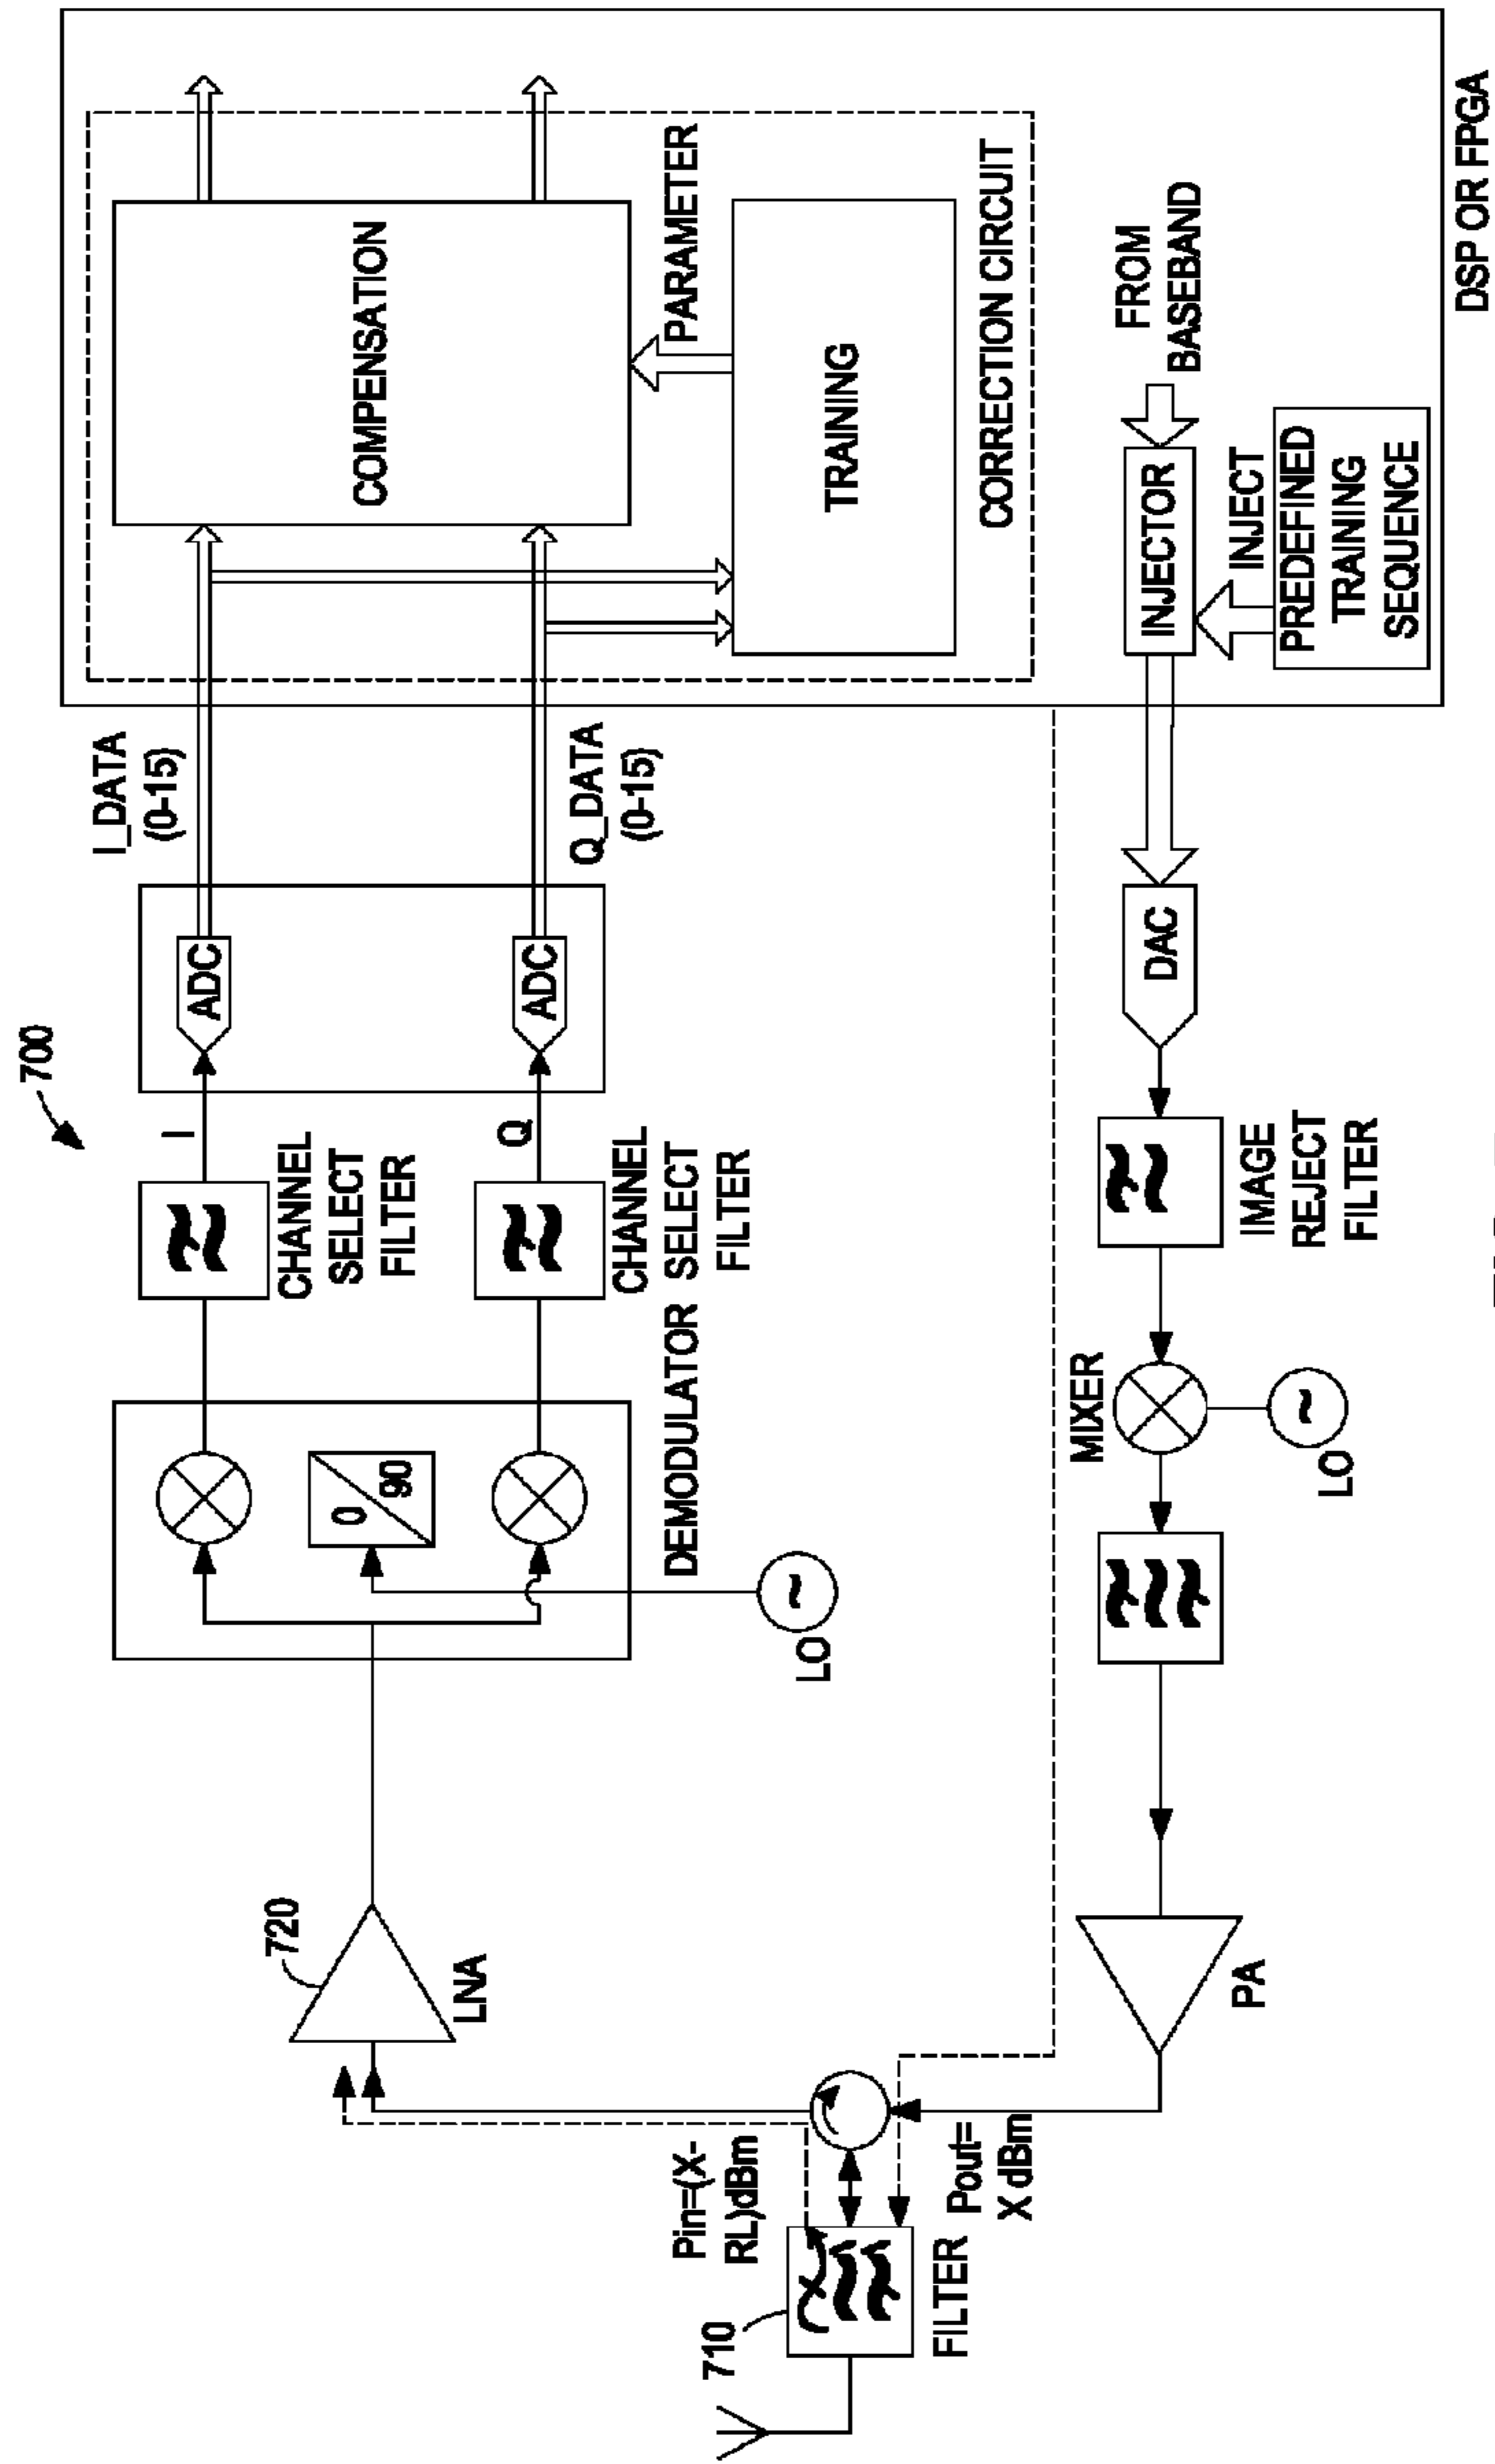 700
710
FILTER
Pin=(X-
RL)dBm
Pout=
X dBm
720
LNA
LO
0
90
DEMODULATOR
CHANNEL
SELECT
FILTER
CHANNEL
SELECT
FILTER
I
Q
ADC
ADC
I_DATA
(0-15)
Q_DATA
(0-15)
COMPENSATION
PARAMETER
TRAINING
CORRECTION CIRCUIT
PA
MIXER
LO
IMAGE
REJECT
FILTER
DAC
INJECTOR
FROM
BASEBAND
INJECT
PREDEFINED
TRAINING
SEQUENCE
DSP OR FPGA